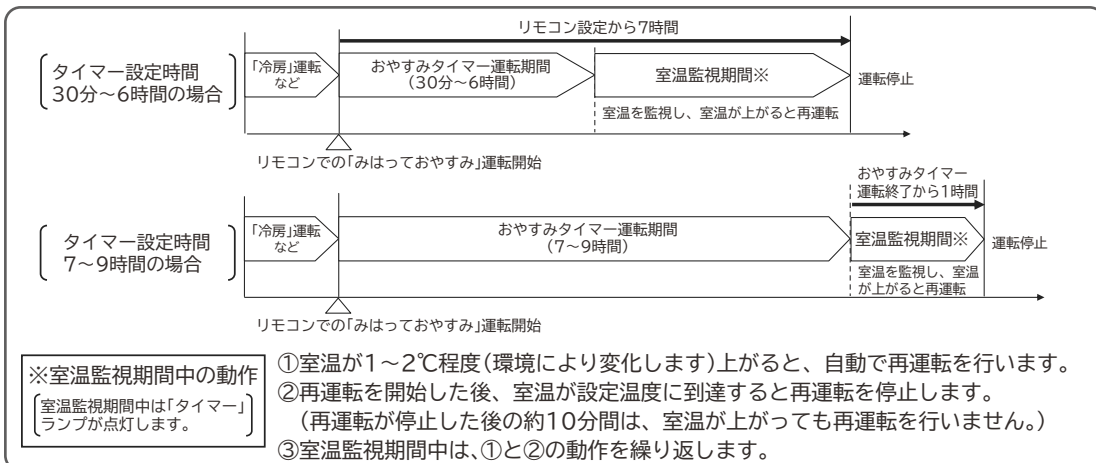 リモコン設定から7時間
タイマー設定時間
30分～6時間の場合
「冷房」運転
など
おやすみタイマー運転期間
（30分～6時間）
室温監視期間※
運転停止
室温を監視し、室温が上がると再運転
リモコンでの「みはっておやすみ」運転開始
おやすみタイマー
運転終了から1時間
タイマー設定時間
7～9時間の場合
「冷房」運転
など
おやすみタイマー運転期間
（7～9時間）
室温監視期間※
運転停止
室温を監視し、室温
が上がると再運転
リモコンでの「みはっておやすみ」運転開始
※室温監視期間中の動作
室温監視期間中は「タイマー」
ランプが点灯します。
①室温が1～2℃程度（環境により変化します）上がると、自動で再運転を行います。
②再運転を開始した後、室温が設定温度に到達すると再運転を停止します。
（再運転が停止した後の約10分間は、室温が上がっても再運転を行いません。）
③室温監視期間中は、①と②の動作を繰り返します。